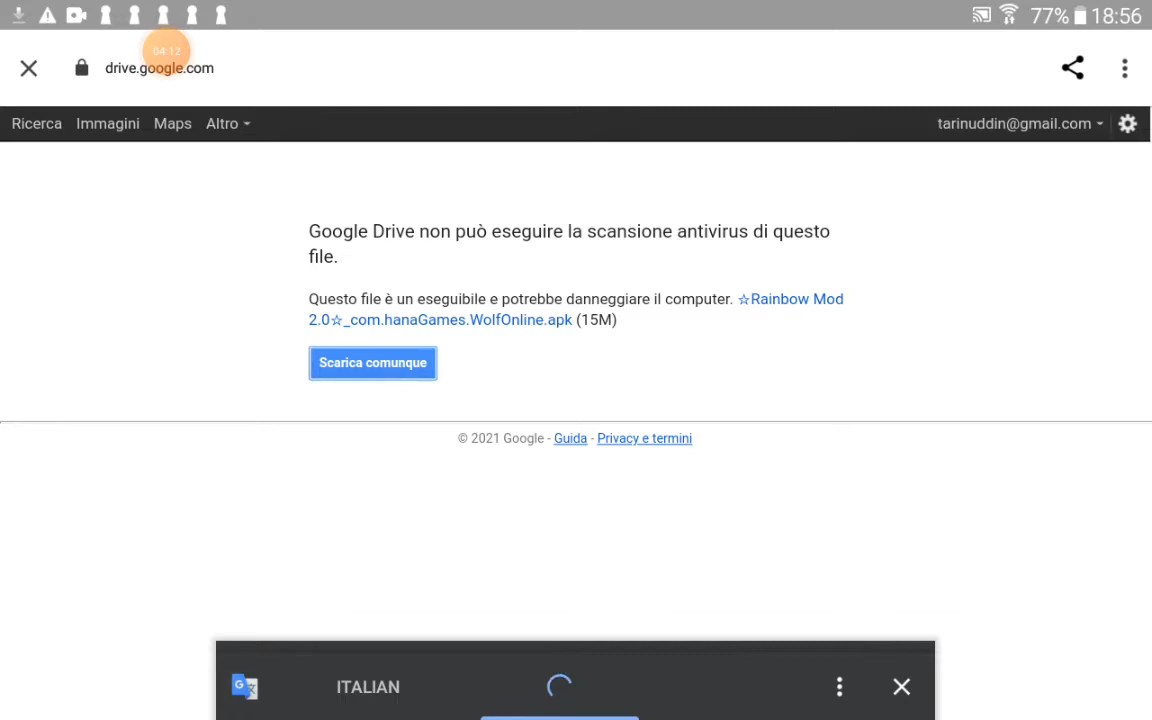 77% 18:56
04:12
drive.google.com
Ricerca Immagini Maps Altro tarinuddin@gmail.com
Google Drive non può eseguire la scansione antivirus di questo
file.
Questo file è un eseguibile e potrebbe danneggiare il computer. ☆Rainbow Mod
2.0☆_com.hanaGames.WolfOnline.apk (15M)
Scarica comunque
© 2021 Google - Guida - Privacy e termini
G ITALIAN